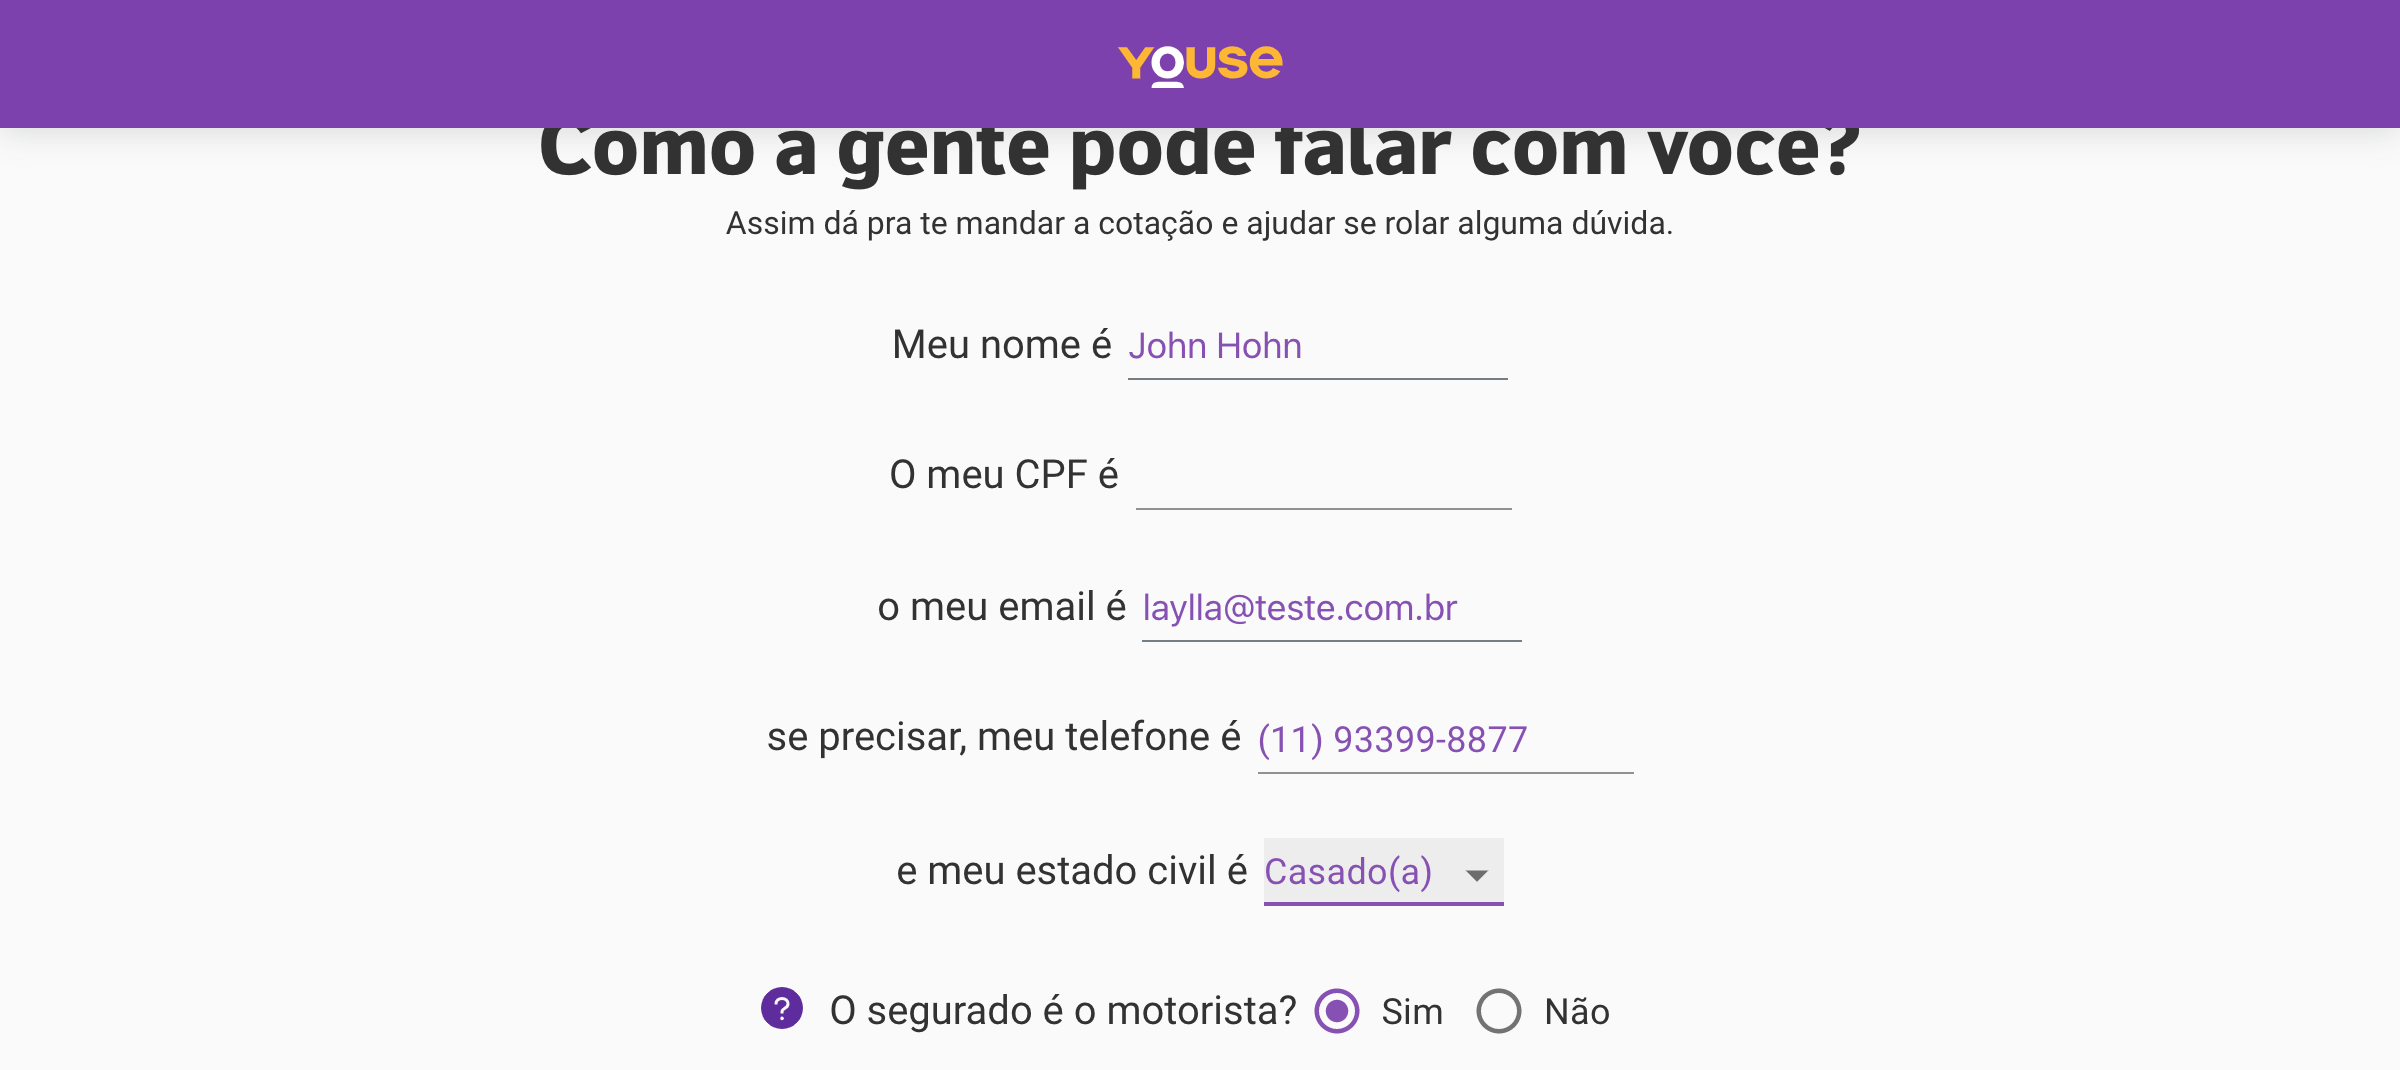 Youse
Como a gente pode falar com você?
Assim dá pra te mandar a cotação e ajudar se rolar alguma dúvida.
Meu nome é John Hohn
O meu CPF é
o meu email é laylla@teste.com.br
se precisar, meu telefone é (11) 93399-8877
e meu estado civil é Casado(a)
? O segurado é o motorista? Sim Não